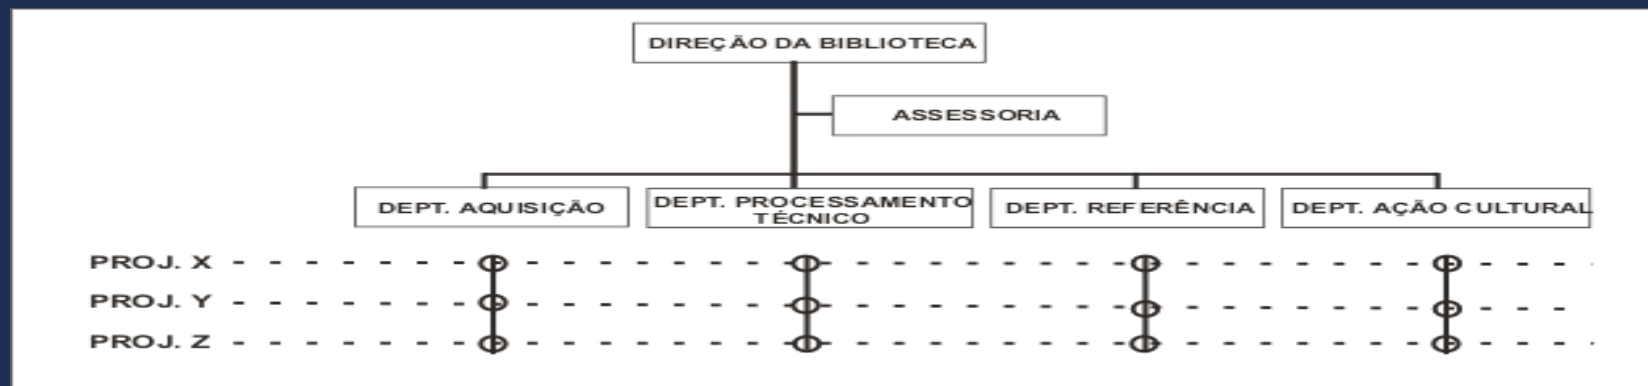 DIREÇÃO DA BIBLIOTECA
ASSESSORIA
DEPT. AQUISIÇÃO
DEPT. PROCESSAMENTO
TÉCNICO
DEPT. REFERÊNCIA
DEPT. AÇÃO CULTURAL
PROJ. X
PROJ. Y
PROJ. Z